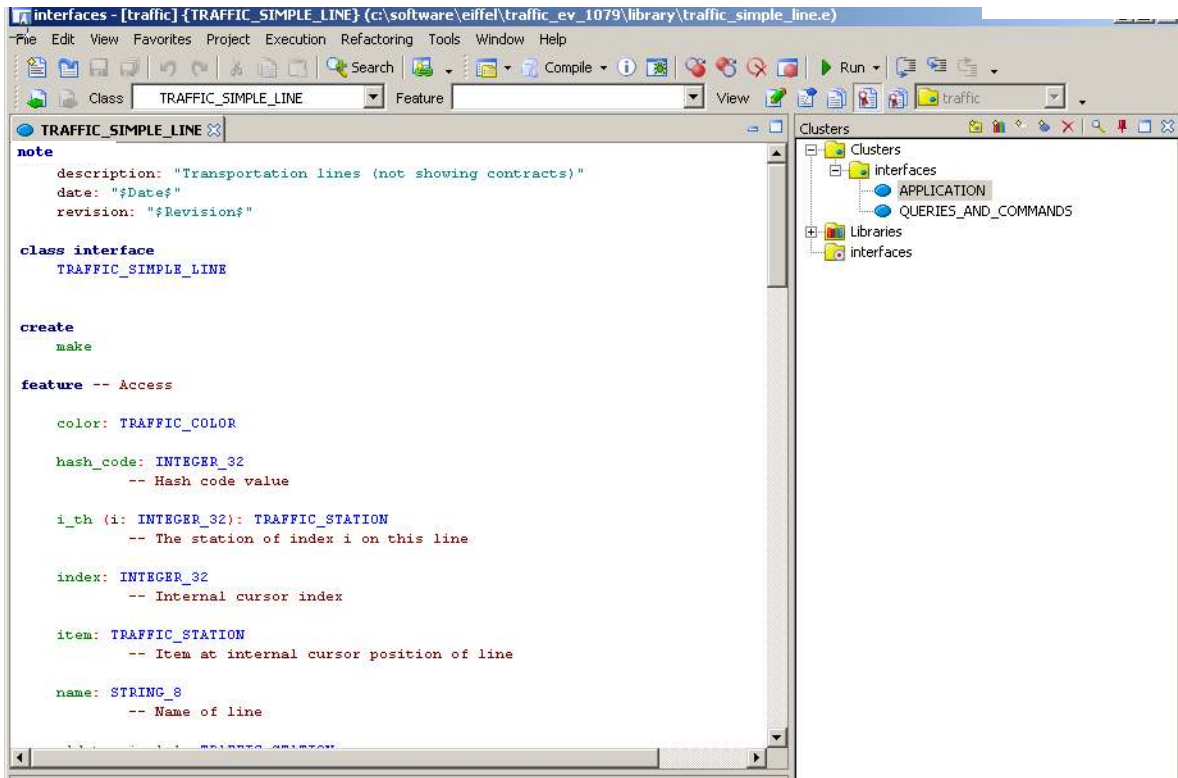 interfaces - [traffic] {TRAFFIC_SIMPLE_LINE} (c:\software\eiffel\traffic_ev_1079\library\traffic_simple_line.e)
File Edit View Favorites Project Execution Refactoring Tools Window Help
Search Compile Run
Class TRAFFIC_SIMPLE_LINE Feature View traffic
TRAFFIC_SIMPLE_LINE
note
description: "Transportation lines (not showing contracts)"
date: "$Date$"
revision: "$Revision$"
class interface
TRAFFIC_SIMPLE_LINE
create
make
feature -- Access
color: TRAFFIC_COLOR
hash_code: INTEGER_32
-- Hash code value
i_th (i: INTEGER_32): TRAFFIC_STATION
-- The station of index i on this line
index: INTEGER_32
-- Internal cursor index
item: TRAFFIC_STATION
-- Item at internal cursor position of line
name: STRING_8
-- Name of line
TRAFFIC_STATION
Clusters
Clusters
interfaces
APPLICATION
QUERIES_AND_COMMANDS
Libraries
interfaces